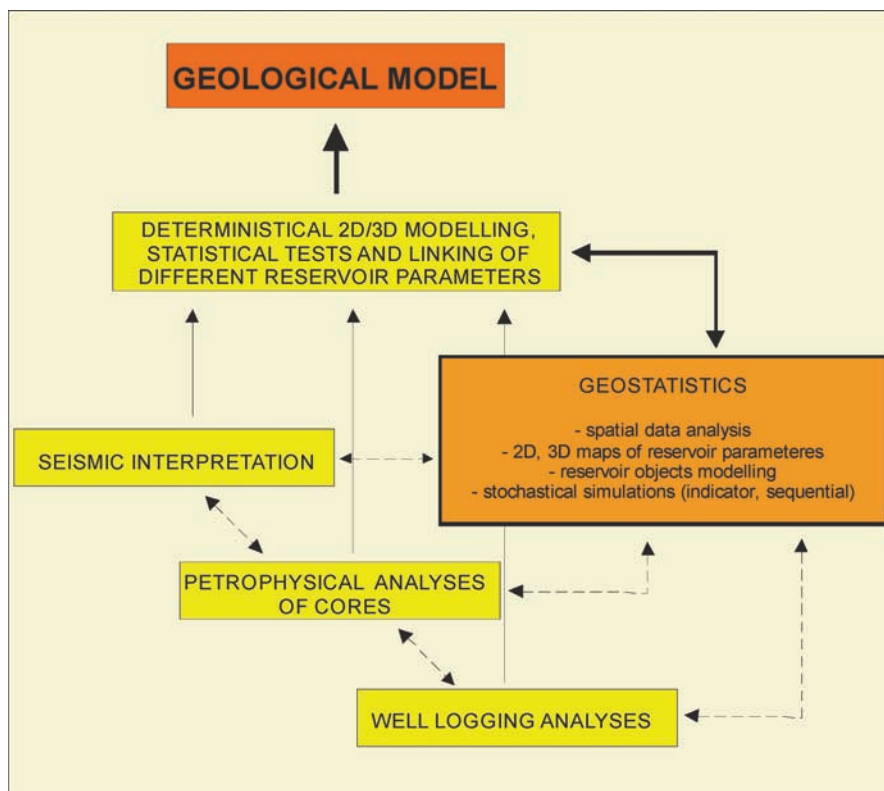 GEOLOGICAL MODEL
DETERMINISTICAL 2D/3D MODELLING,
STATISTICAL TESTS AND LINKING OF
DIFFERENT RESERVOIR PARAMETERS
GEOSTATISTICS
- spatial data analysis
- 2D, 3D maps of reservoir parameteres
- reservoir objects modelling
- stochastical simulations (indicator, sequential)
SEISMIC INTERPRETATION
PETROPHYSICAL ANALYSES
OF CORES
WELL LOGGING ANALYSES